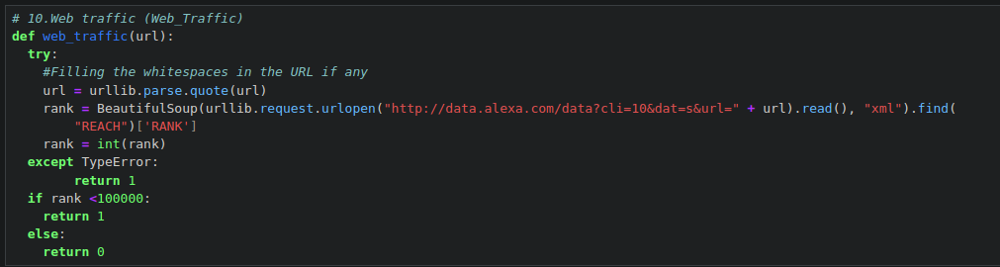 # 10.Web traffic (Web_Traffic)
def web_traffic(url):
  try:
    #Filling the whitespaces in the URL if any
    url = urllib.parse.quote(url)
    rank = BeautifulSoup(urllib.request.urlopen("http://data.alexa.com/data?cli=10&dat=s&url=" + url).read(), "xml").find(
        "REACH")['RANK']
    rank = int(rank)
  except TypeError:
        return 1
  if rank <100000:
    return 1
  else:
    return 0